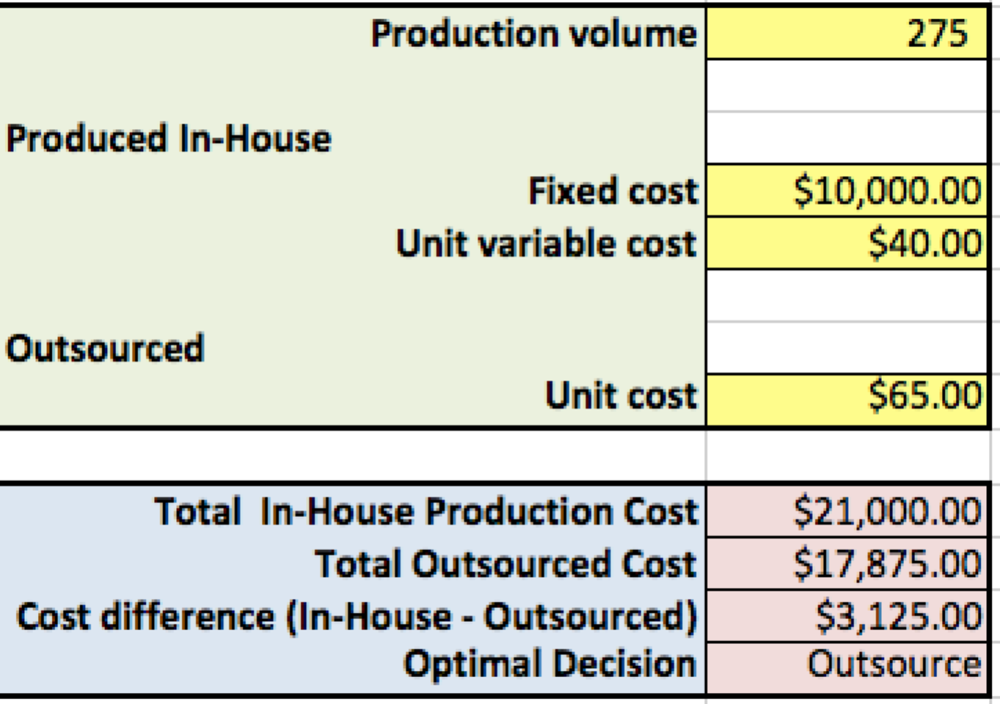 Production volume 275
Produced In-House
Fixed cost $10,000.00
Unit variable cost $40.00
Outsourced
Unit cost $65.00
Total In-House Production Cost $21,000.00
Total Outsourced Cost $17,875.00
Cost difference (In-House - Outsourced) $3,125.00
Optimal Decision Outsource